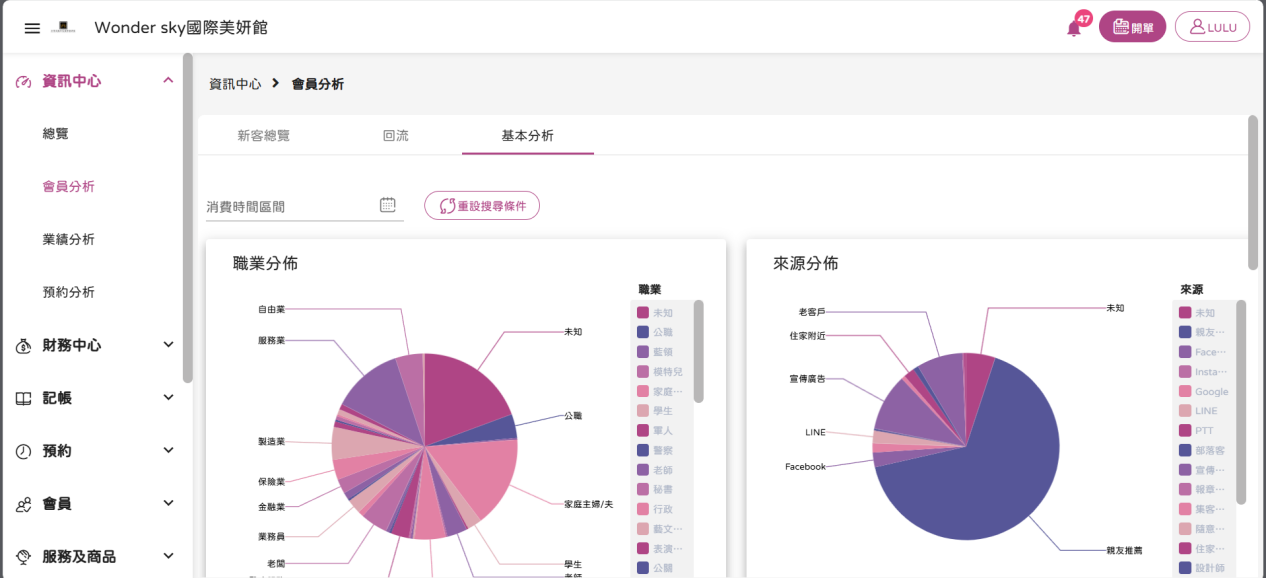 Wonder sky國際美妍館
47
開單
LULU
資訊中心
總覽
會員分析
業績分析
預約分析
財務中心
記帳
預約
會員
服務及商品
資訊中心 > 會員分析
新客總覽
回流
基本分析
消費時間區間
重設搜尋條件
職業分佈
自由業
服務業
製造業
保險業
金融業
業務員
老闆
未知
公職
家庭主婦/夫
學生
老師
職業
未知
公職
藍領
模特兒
家庭…
學生
軍人
警察
老師
秘書
行政
藝文…
表演…
公關
來源分佈
老客戶
住家附近
宣傳廣告
LINE
Facebook
未知
親友推薦
來源
未知
親友…
Face…
Insta…
Google
LINE
PTT
部落客
宣傳…
報章…
集客…
隨意…
住家…
設計師